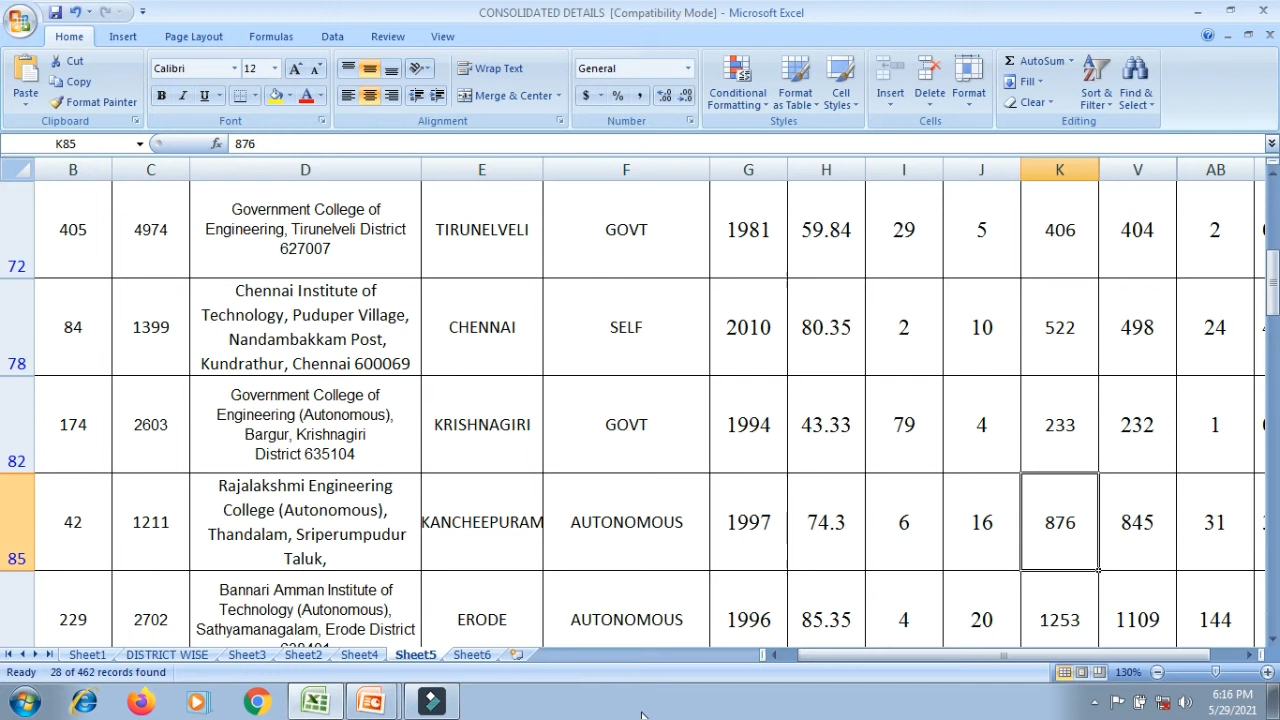 CONSOLIDATED DETAILS [Compatibility Mode] - Microsoft Excel
Home Insert Page Layout Formulas Data Review View
Paste
Cut
Copy
Format Painter
Clipboard
Calibri 12
B I U
Font
Wrap Text
Merge & Center
Alignment
General
$ % ,
Number
Conditional Formatting
Format as Table
Cell Styles
Styles
Insert Delete Format
Cells
AutoSum
Fill
Clear
Sort & Filter
Find & Select
Editing
K85 fx 876
B C D E F G H I J K V AB
72 405 4974 Government College of
Engineering, Tirunelveli District
627007
TIRUNELVELI GOVT 1981 59.84 29 5 406 404 2
78 84 1399 Chennai Institute of
Technology, Puduper Village,
Nandambakkam Post,
Kundrathur, Chennai 600069
CHENNAI SELF 2010 80.35 2 10 522 498 24
82 174 2603 Government College of
Engineering (Autonomous),
Bargur, Krishnagiri
District 635104
KRISHNAGIRI GOVT 1994 43.33 79 4 233 232 1
85 42 1211 Rajalakshmi Engineering
College (Autonomous),
Thandalam, Sriperumpudur
Taluk,
KANCHEEPURAM AUTONOMOUS 1997 74.3 6 16 876 845 31
229 2702 Bannari Amman Institute of
Technology (Autonomous),
Sathyamanagalam, Erode District
ERODE AUTONOMOUS 1996 85.35 4 20 1253 1109 144
Sheet1 DISTRICT WISE Sheet3 Sheet2 Sheet4 Sheet5 Sheet6
Ready 28 of 462 records found 130%
6:16 PM
5/29/2021